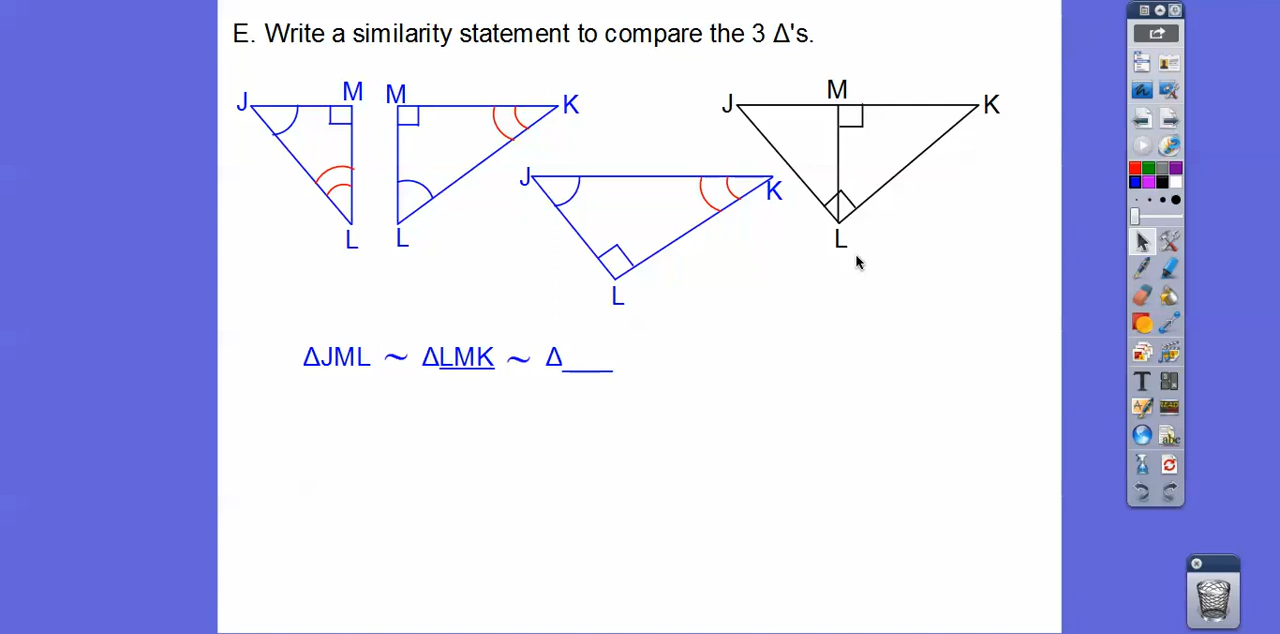 E. Write a similarity statement to compare the 3 Δ's.
J M M K
L L
J K
L
J M K
L
ΔJML ~ ΔLMK ~ Δ___